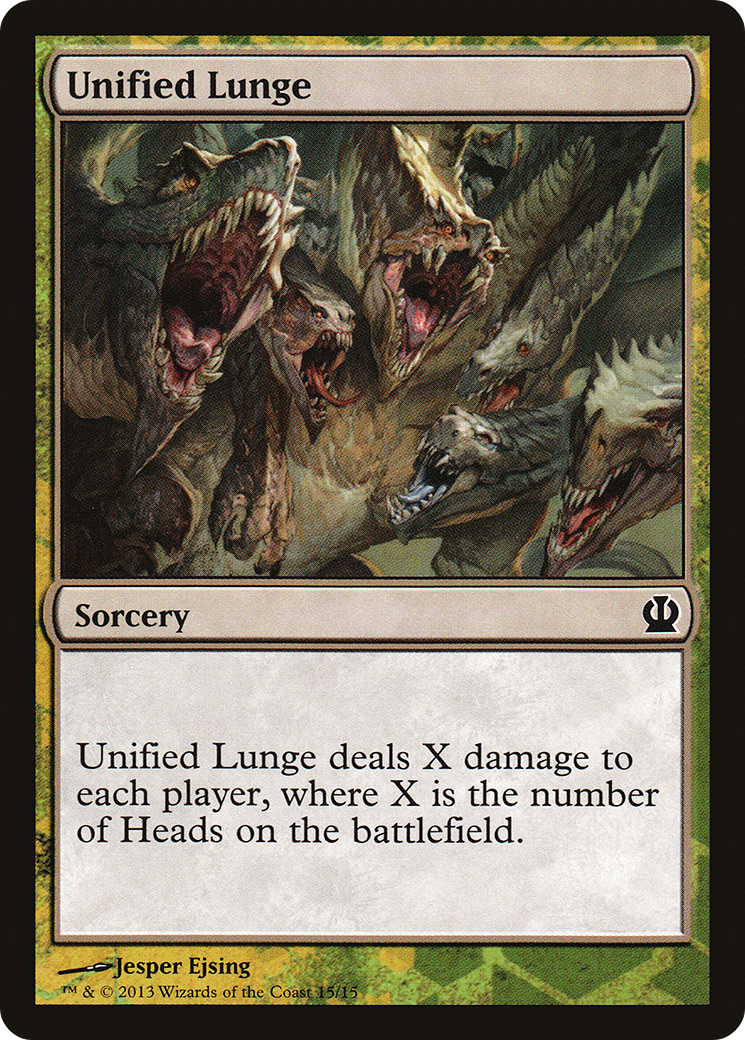 Unified Lunge
Sorcery
Unified Lunge deals X damage to
each player, where X is the number
of Heads on the battlefield.
Jesper Ejsing
™ & © 2013 Wizards of the Coast 15/15